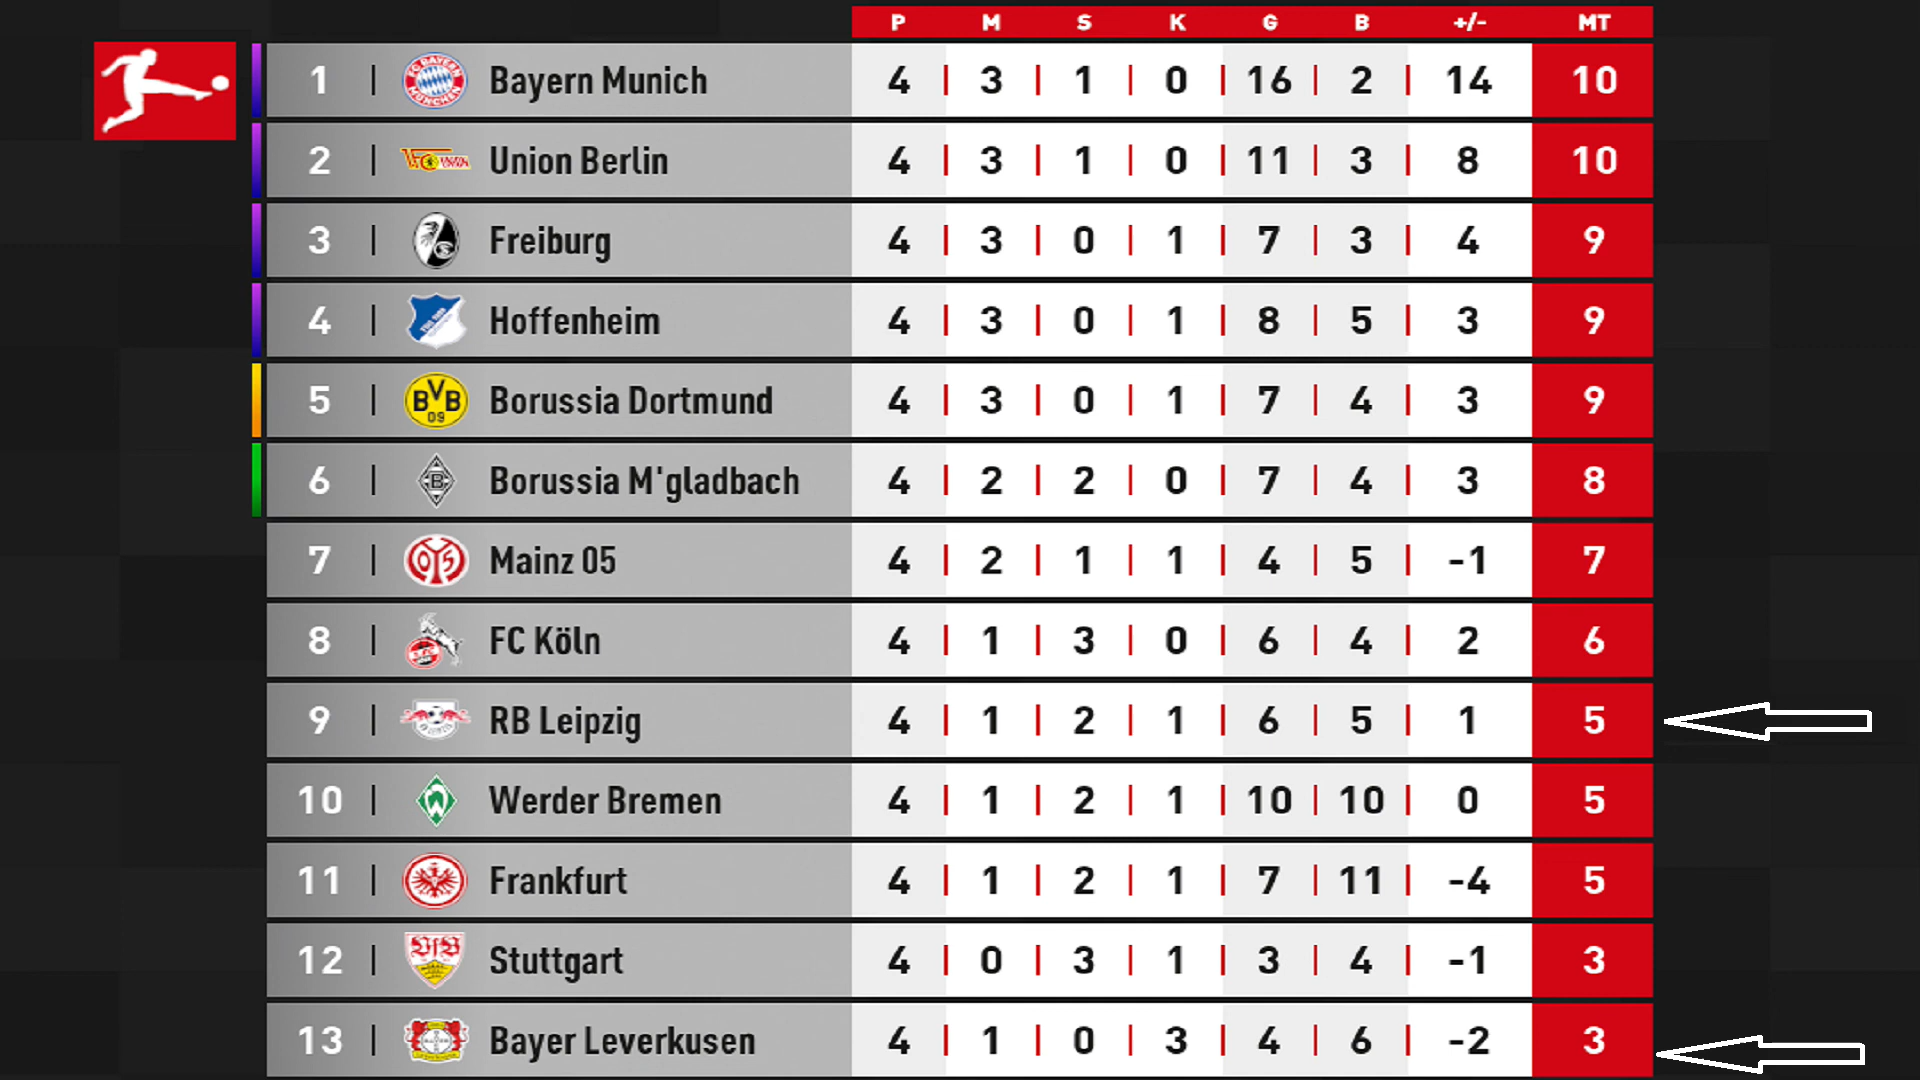 P M S K G B +/- MT
1 | FC BAYERN MÜNCHEN Bayern Munich 4 | 3 | 1 | 0 | 16 | 2 | 14 10
2 | Union Berlin 4 | 3 | 1 | 0 | 11 | 3 | 8 10
3 | Freiburg 4 | 3 | 0 | 1 | 7 | 3 | 4 9
4 | Hoffenheim 4 | 3 | 0 | 1 | 8 | 5 | 3 9
5 | BVB 09 Borussia Dortmund 4 | 3 | 0 | 1 | 7 | 4 | 3 9
6 | B Borussia M'gladbach 4 | 2 | 2 | 0 | 7 | 4 | 3 8
7 | Mainz 05 4 | 2 | 1 | 1 | 4 | 5 | -1 7
8 | FC Köln 4 | 1 | 3 | 0 | 6 | 4 | 2 6
9 | RB Leipzig 4 | 1 | 2 | 1 | 6 | 5 | 1 5
10 | W Werder Bremen 4 | 1 | 2 | 1 | 10 | 10 | 0 5
11 | Frankfurt 4 | 1 | 2 | 1 | 7 | 11 | -4 5
12 | VfB Stuttgart 4 | 0 | 3 | 1 | 3 | 4 | -1 3
13 | Bayer Leverkusen 4 | 1 | 0 | 3 | 4 | 6 | -2 3